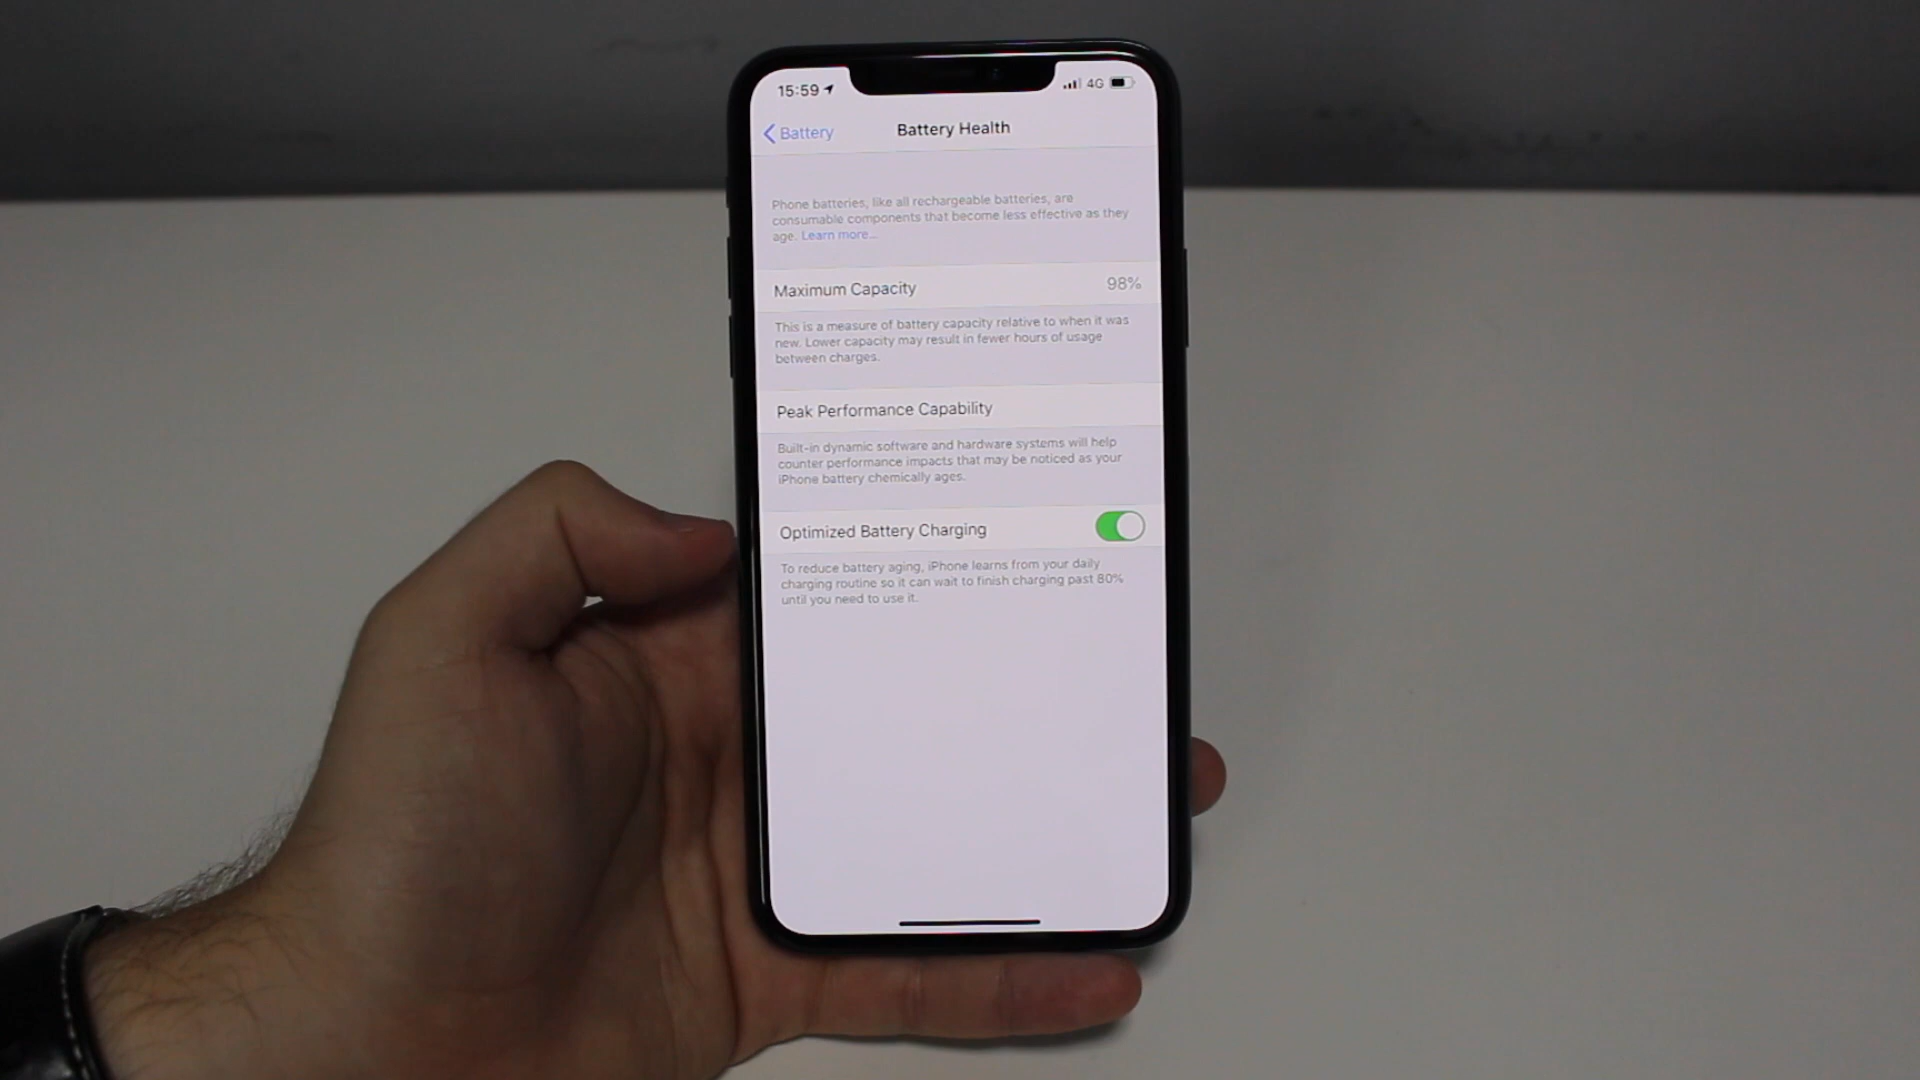 15:59
4G
Battery
Battery Health
Phone batteries, like all rechargeable batteries, are
consumable components that become less effective as they
age. Learn more...
Maximum Capacity 98%
This is a measure of battery capacity relative to when it was
new. Lower capacity may result in fewer hours of usage
between charges.
Peak Performance Capability
Built-in dynamic software and hardware systems will help
counter performance impacts that may be noticed as your
iPhone battery chemically ages.
Optimized Battery Charging
To reduce battery aging, iPhone learns from your daily
charging routine so it can wait to finish charging past 80%
until you need to use it.